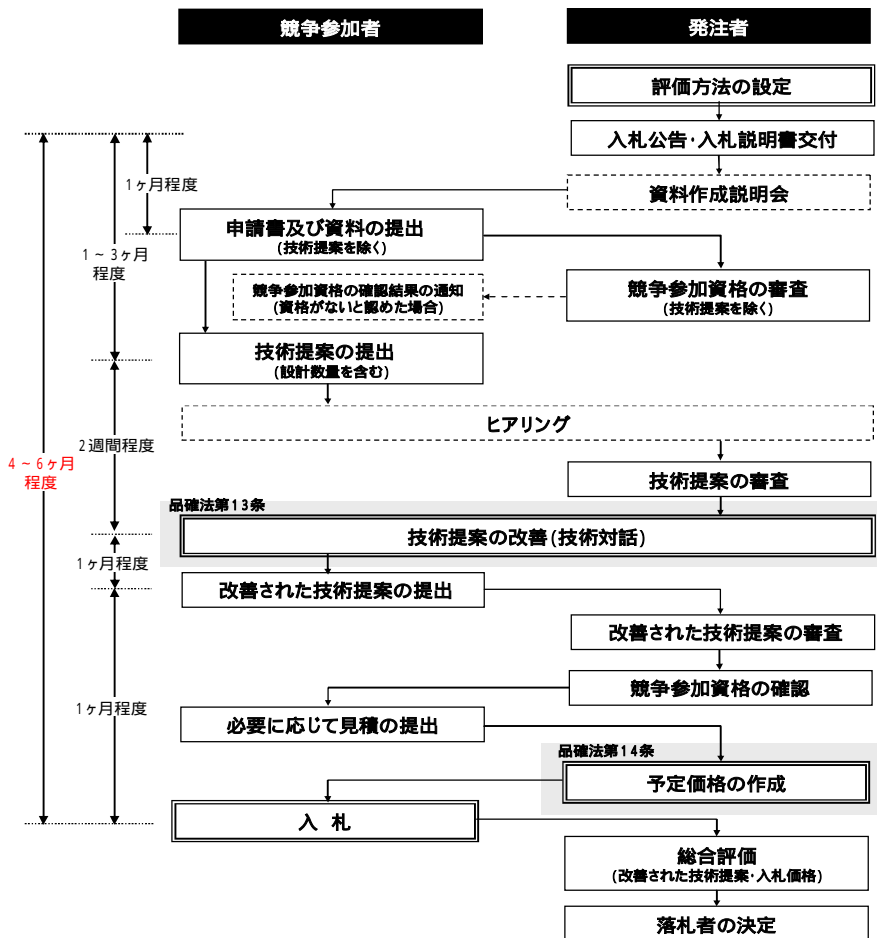 競争参加者
発注者
評価方法の設定
入札公告・入札説明書交付
1ヶ月程度
資料作成説明会
申請書及び資料の提出
(技術提案を除く)
1~3ヶ月
程度
競争参加資格の確認結果の通知
(資格がないと認めた場合)
競争参加資格の審査
(技術提案を除く)
技術提案の提出
(設計数量を含む)
ヒアリング
2週間程度
4~6ヶ月
程度
技術提案の審査
品確法第13条
技術提案の改善(技術対話)
1ヶ月程度
改善された技術提案の提出
改善された技術提案の審査
競争参加資格の確認
1ヶ月程度
必要に応じて見積の提出
品確法第14条
予定価格の作成
入 札
総合評価
(改善された技術提案・入札価格)
落札者の決定